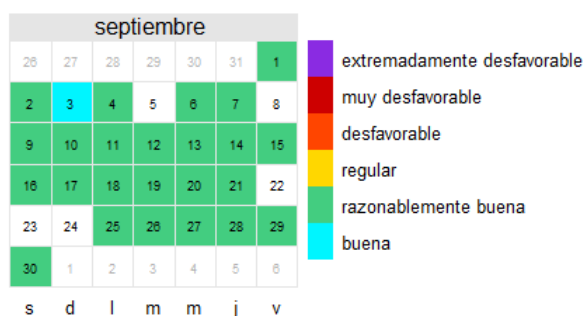 septiembre
26 27 28 29 30 31 1
2 3 4 5 6 7 8
9 10 11 12 13 14 15
16 17 18 19 20 21 22
23 24 25 26 27 28 29
30 1 2 3 4 5 6
s d l m m j v
extremadamente desfavorable
muy desfavorable
desfavorable
regular
razonablemente buena
buena